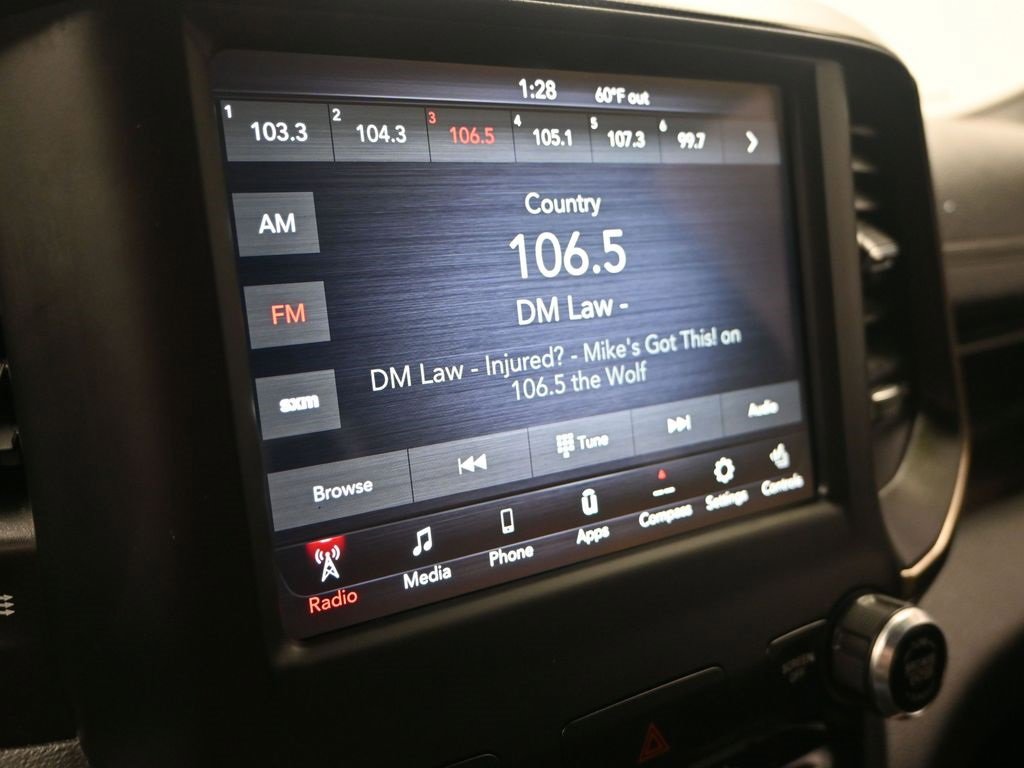 1:28 60°F out
1 103.3 2 104.3 3 106.5 4 105.1 5 107.3 6 99.7
AM
Country
106.5
FM
DM Law -
DM Law - Injured? - Mike's Got This! on
106.5 the Wolf
sxm
Browse Tune Audio
Radio Media Phone Apps Compass Settings Controls
SCREEN
OFF